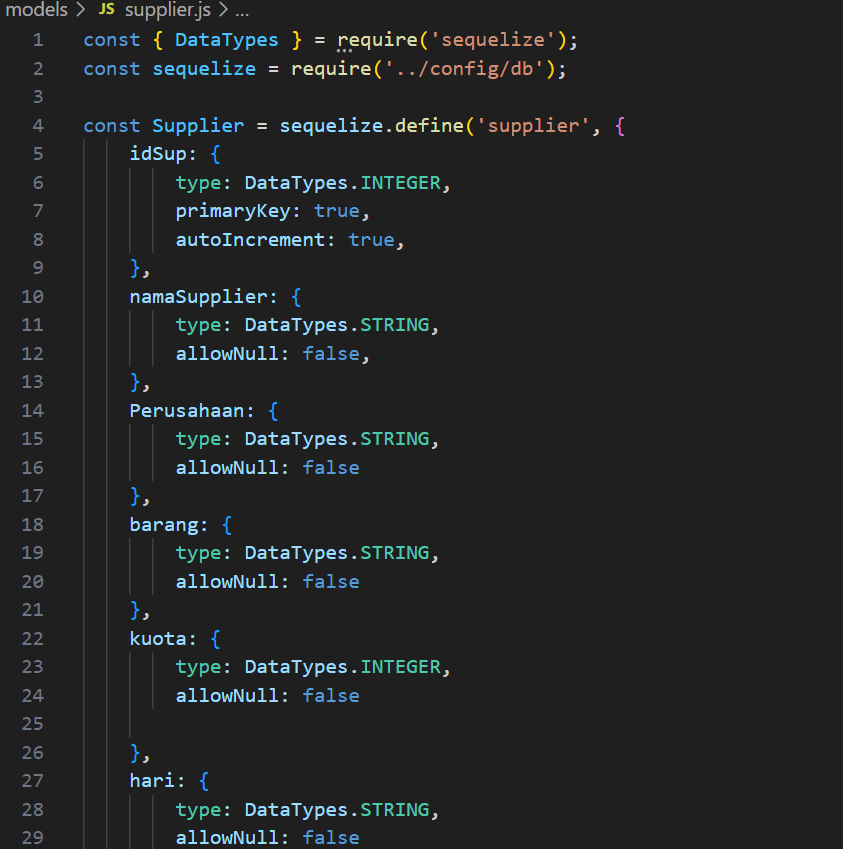 models > JS supplier.js > ...
1 const { DataTypes } = require('sequelize');
2 const sequelize = require('../config/db');
3
4 const Supplier = sequelize.define('supplier', {
5     idSup: {
6         type: DataTypes.INTEGER,
7         primaryKey: true,
8         autoIncrement: true,
9     },
10     namaSupplier: {
11         type: DataTypes.STRING,
12         allowNull: false,
13     },
14     Perusahaan: {
15         type: DataTypes.STRING,
16         allowNull: false
17     },
18     barang: {
19         type: DataTypes.STRING,
20         allowNull: false
21     },
22     kuota: {
23         type: DataTypes.INTEGER,
24         allowNull: false
25
26     },
27     hari: {
28         type: DataTypes.STRING,
29         allowNull: false